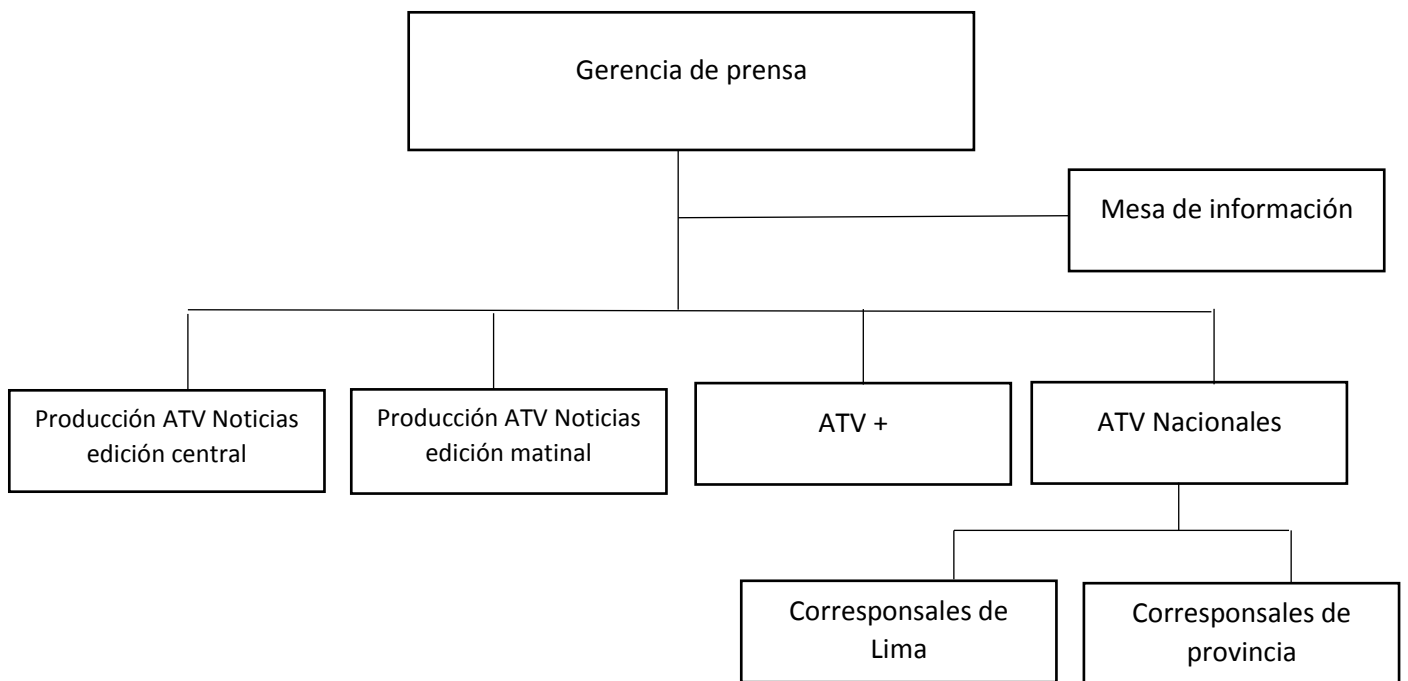 Gerencia de prensa
Mesa de información
Producción ATV Noticias
edición central
Producción ATV Noticias
edición matinal
ATV +
ATV Nacionales
Corresponsales de
Lima
Corresponsales de
provincia